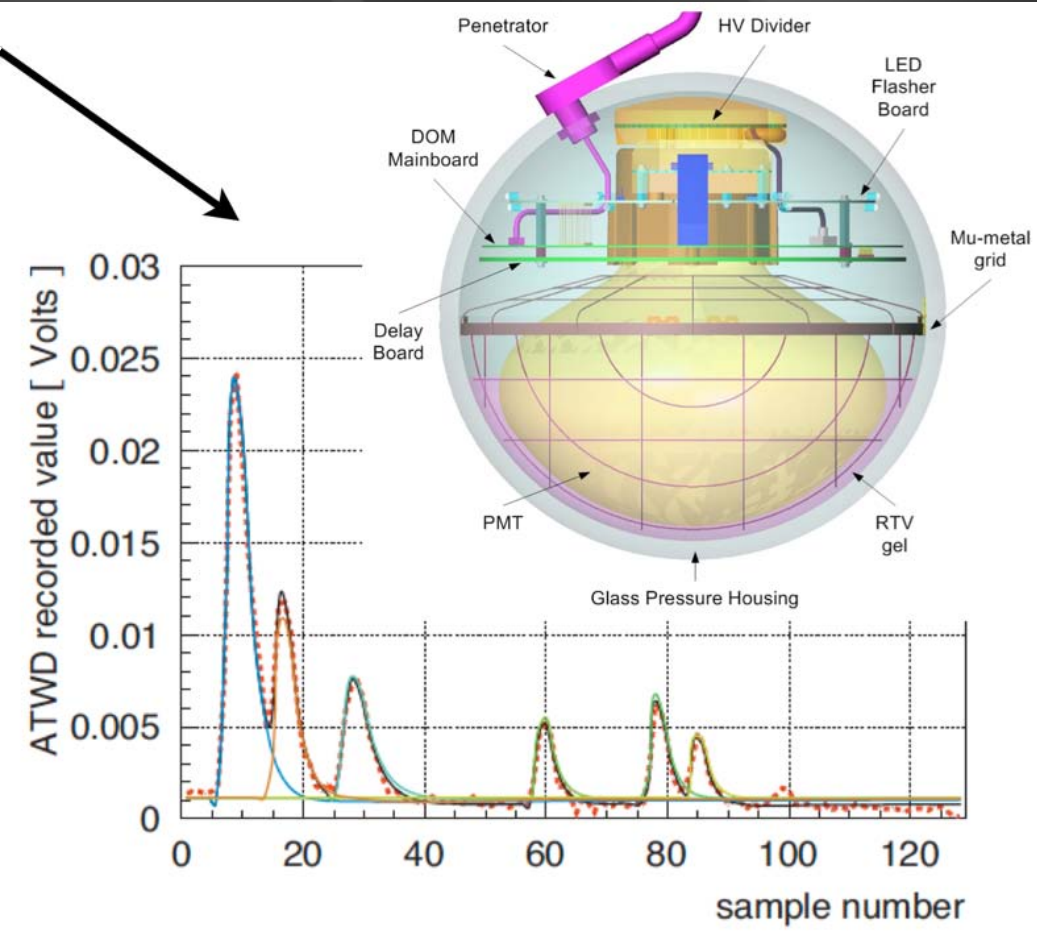 Penetrator
HV Divider
LED
Flasher
Board
DOM
Mainboard
Mu-metal
grid
Delay
Board
PMT
RTV
gel
Glass Pressure Housing
ATWD recorded value [ Volts ]
0.03
0.025
0.02
0.015
0.01
0.005
0
0 20 40 60 80 100 120
sample number